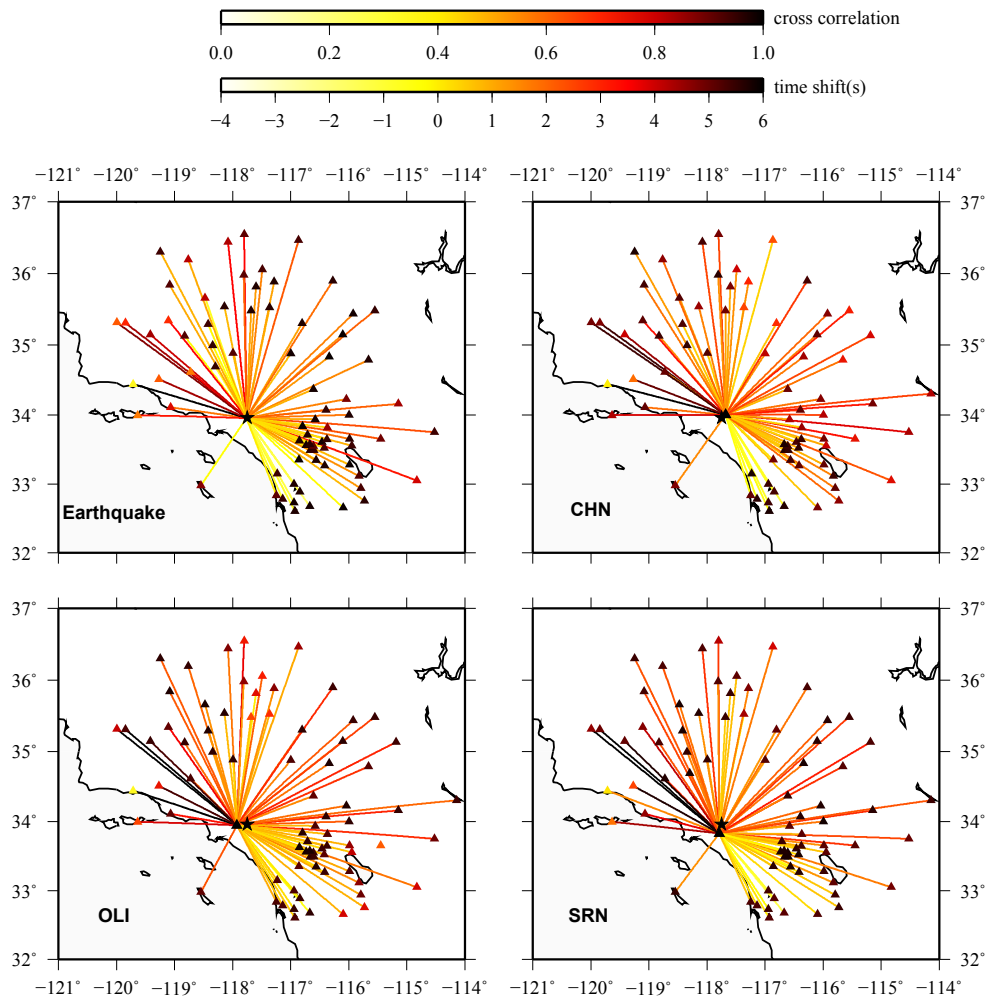 cross correlation
0.0 0.2 0.4 0.6 0.8 1.0
time shift(s)
−4 −3 −2 −1 0 1 2 3 4 5 6
−121˚ −120˚ −119˚ −118˚ −117˚ −116˚ −115˚ −114˚ −121˚ −120˚ −119˚ −118˚ −117˚ −116˚ −115˚ −114˚
37˚ 37˚
36˚ 36˚
35˚ 35˚
34˚ 34˚
33˚ 33˚
Earthquake CHN
32˚ 32˚
37˚ 37˚
36˚ 36˚
35˚ 35˚
34˚ 34˚
33˚ 33˚
OLI SRN
32˚ 32˚
−121˚ −120˚ −119˚ −118˚ −117˚ −116˚ −115˚ −114˚ −121˚ −120˚ −119˚ −118˚ −117˚ −116˚ −115˚ −114˚